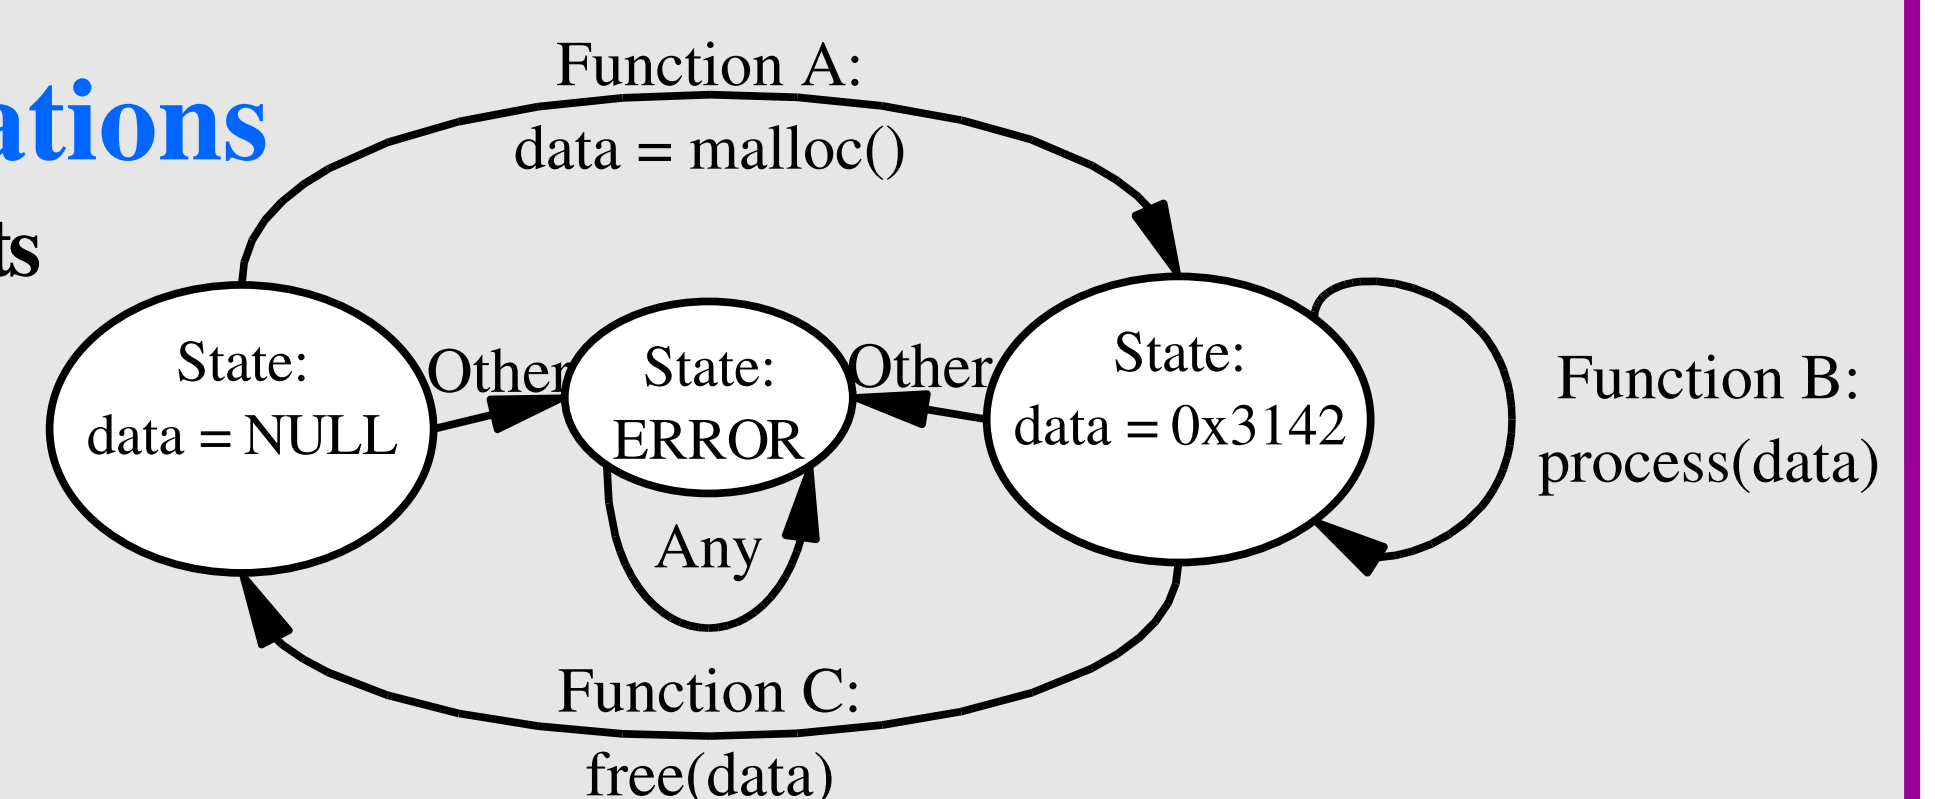 Function A:
ations
data = malloc()
ts
State:
data = NULL
Other
State:
ERROR
Other
State:
data = 0x3142
Function B:
process(data)
Any
Function C:
free(data)